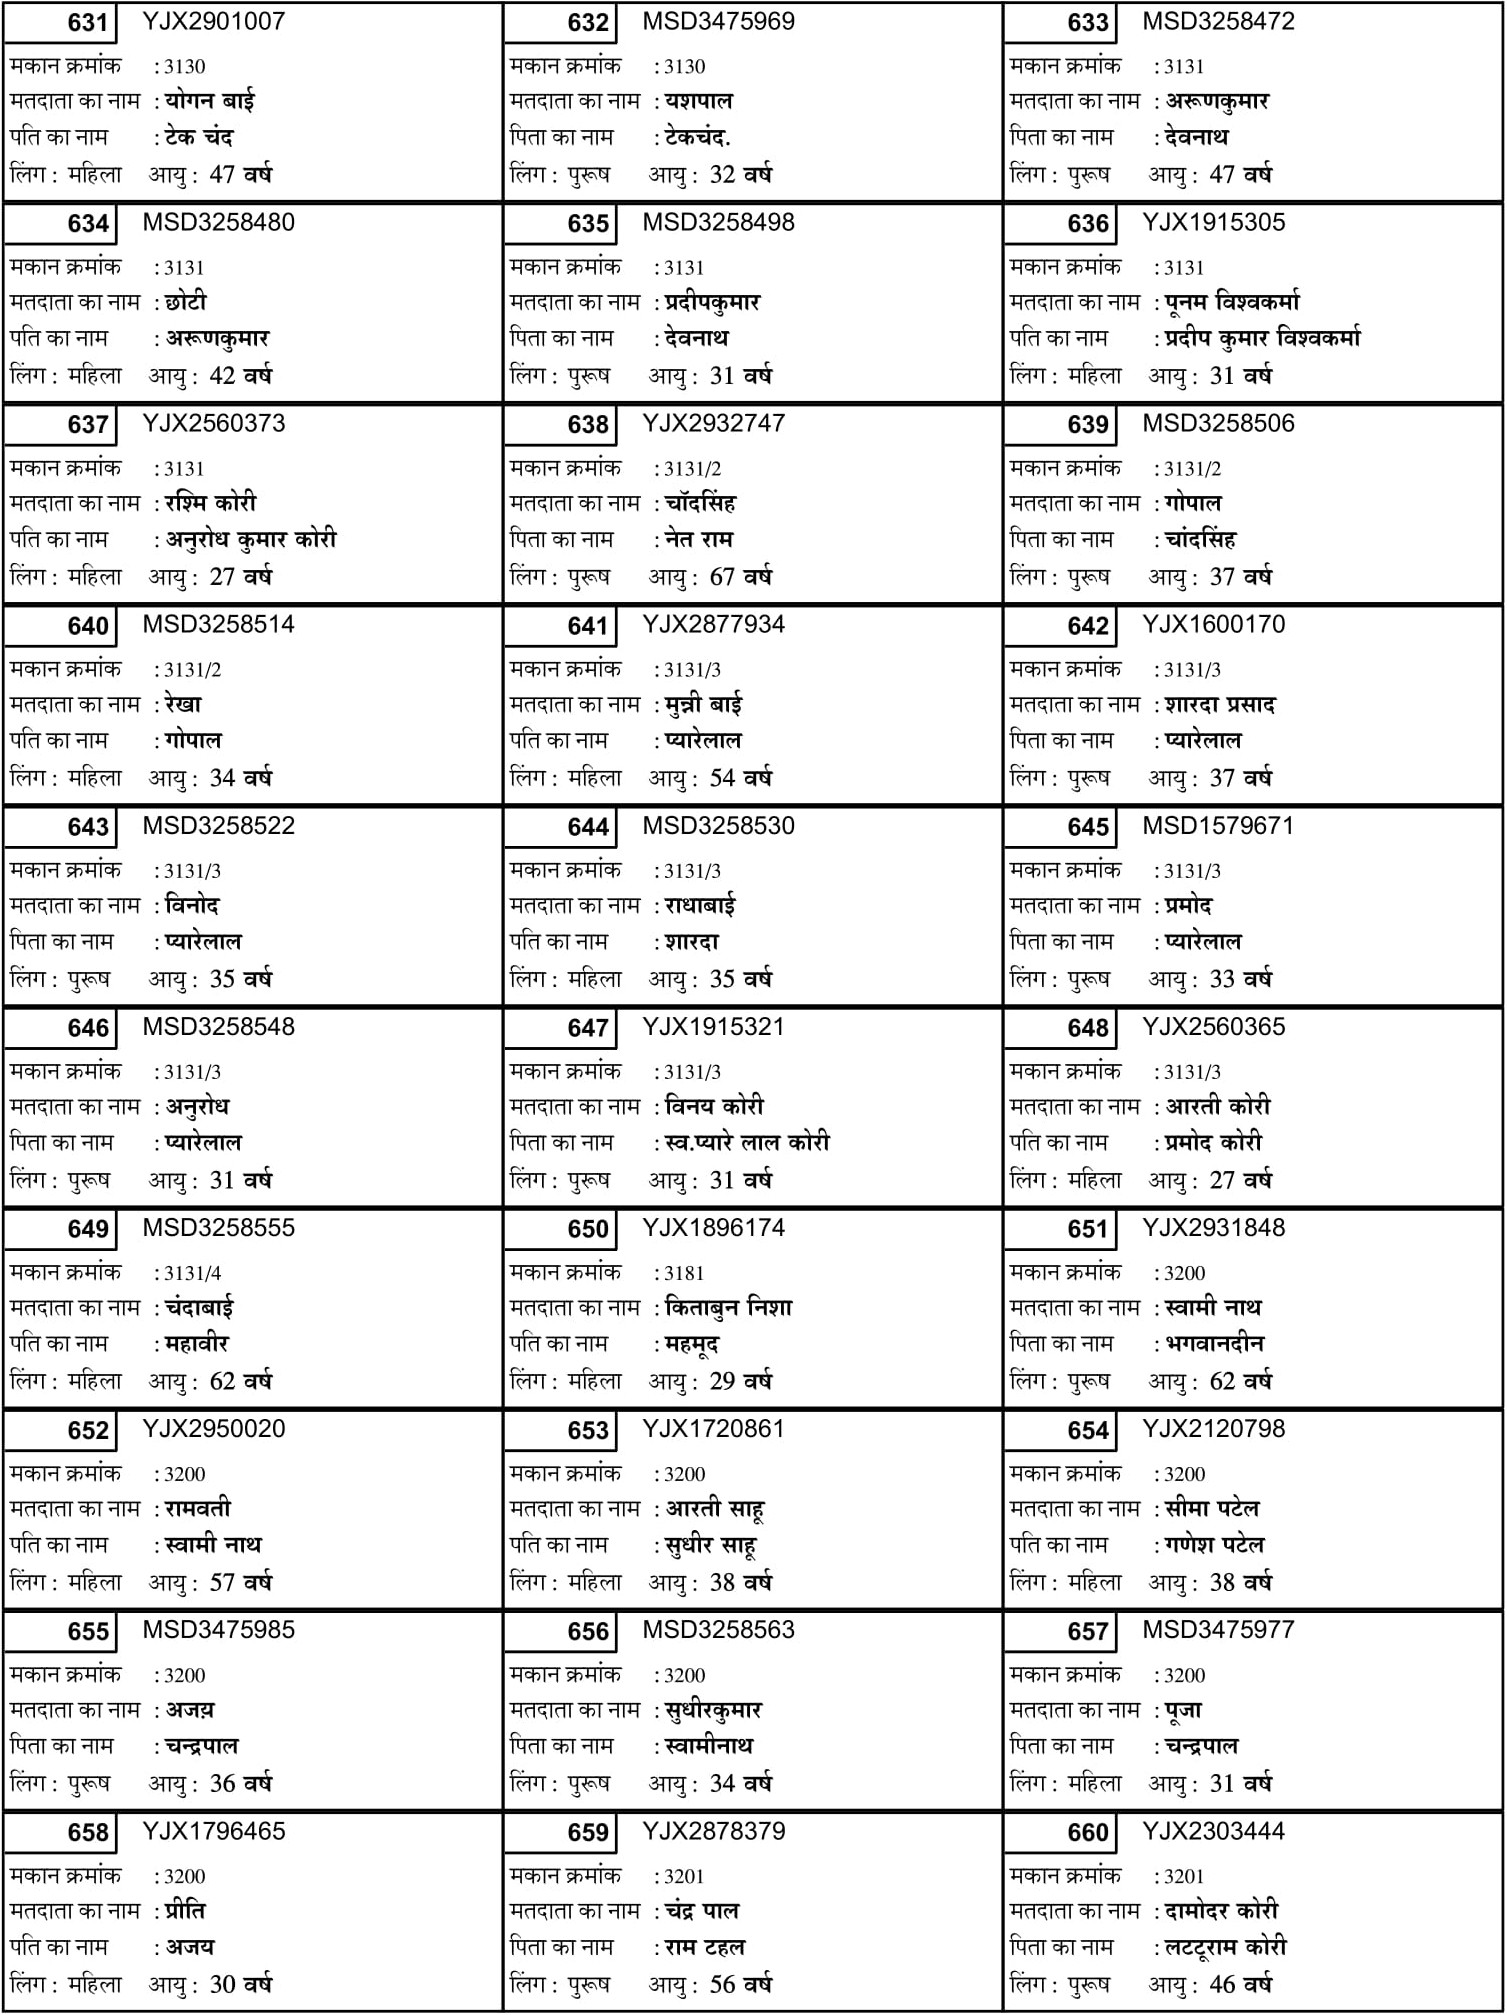 631 YJX2901007
मकान क्रमांक : 3130
मतदाता का नाम : योगन बाई
पति का नाम : टेक चंद
लिंग : महिला आयु : 47 वर्ष
632 MSD3475969
मकान क्रमांक : 3130
मतदाता का नाम : यशपाल
पिता का नाम : टेकचंद.
लिंग : पुरूष आयु : 32 वर्ष
633 MSD3258472
मकान क्रमांक : 3131
मतदाता का नाम : अरूणकुमार
पिता का नाम : देवनाथ
लिंग : पुरूष आयु : 47 वर्ष
634 MSD3258480
मकान क्रमांक : 3131
मतदाता का नाम : छोटी
पति का नाम : अरूणकुमार
लिंग : महिला आयु : 42 वर्ष
635 MSD3258498
मकान क्रमांक : 3131
मतदाता का नाम : प्रदीपकुमार
पिता का नाम : देवनाथ
लिंग : पुरूष आयु : 31 वर्ष
636 YJX1915305
मकान क्रमांक : 3131
मतदाता का नाम : पूनम विश्वकर्मा
पति का नाम : प्रदीप कुमार विश्वकर्मा
लिंग : महिला आयु : 31 वर्ष
637 YJX2560373
मकान क्रमांक : 3131
मतदाता का नाम : रश्मि कोरी
पति का नाम : अनुरोध कुमार कोरी
लिंग : महिला आयु : 27 वर्ष
638 YJX2932747
मकान क्रमांक : 3131/2
मतदाता का नाम : चॉदसिंह
पिता का नाम : नेत राम
लिंग : पुरूष आयु : 67 वर्ष
639 MSD3258506
मकान क्रमांक : 3131/2
मतदाता का नाम : गोपाल
पिता का नाम : चांदसिंह
लिंग : पुरूष आयु : 37 वर्ष
640 MSD3258514
मकान क्रमांक : 3131/2
मतदाता का नाम : रेखा
पति का नाम : गोपाल
लिंग : महिला आयु : 34 वर्ष
641 YJX2877934
मकान क्रमांक : 3131/3
मतदाता का नाम : मुन्नी बाई
पति का नाम : प्यारेलाल
लिंग : महिला आयु : 54 वर्ष
642 YJX1600170
मकान क्रमांक : 3131/3
मतदाता का नाम : शारदा प्रसाद
पिता का नाम : प्यारेलाल
लिंग : पुरूष आयु : 37 वर्ष
643 MSD3258522
मकान क्रमांक : 3131/3
मतदाता का नाम : विनोद
पिता का नाम : प्यारेलाल
लिंग : पुरूष आयु : 35 वर्ष
644 MSD3258530
मकान क्रमांक : 3131/3
मतदाता का नाम : राधाबाई
पति का नाम : शारदा
लिंग : महिला आयु : 35 वर्ष
645 MSD1579671
मकान क्रमांक : 3131/3
मतदाता का नाम : प्रमोद
पिता का नाम : प्यारेलाल
लिंग : पुरूष आयु : 33 वर्ष
646 MSD3258548
मकान क्रमांक : 3131/3
मतदाता का नाम : अनुरोध
पिता का नाम : प्यारेलाल
लिंग : पुरूष आयु : 31 वर्ष
647 YJX1915321
मकान क्रमांक : 3131/3
मतदाता का नाम : विनय कोरी
पिता का नाम : स्व.प्यारे लाल कोरी
लिंग : पुरूष आयु : 31 वर्ष
648 YJX2560365
मकान क्रमांक : 3131/3
मतदाता का नाम : आरती कोरी
पति का नाम : प्रमोद कोरी
लिंग : महिला आयु : 27 वर्ष
649 MSD3258555
मकान क्रमांक : 3131/4
मतदाता का नाम : चंदाबाई
पति का नाम : महावीर
लिंग : महिला आयु : 62 वर्ष
650 YJX1896174
मकान क्रमांक : 3181
मतदाता का नाम : किताबुन निशा
पति का नाम : महमूद
लिंग : महिला आयु : 29 वर्ष
651 YJX2931848
मकान क्रमांक : 3200
मतदाता का नाम : स्वामी नाथ
पिता का नाम : भगवानदीन
लिंग : पुरूष आयु : 62 वर्ष
652 YJX2950020
मकान क्रमांक : 3200
मतदाता का नाम : रामवती
पति का नाम : स्वामी नाथ
लिंग : महिला आयु : 57 वर्ष
653 YJX1720861
मकान क्रमांक : 3200
मतदाता का नाम : आरती साहू
पति का नाम : सुधीर साहू
लिंग : महिला आयु : 38 वर्ष
654 YJX2120798
मकान क्रमांक : 3200
मतदाता का नाम : सीमा पटेल
पति का नाम : गणेश पटेल
लिंग : महिला आयु : 38 वर्ष
655 MSD3475985
मकान क्रमांक : 3200
मतदाता का नाम : अजय़
पिता का नाम : चन्द्रपाल
लिंग : पुरूष आयु : 36 वर्ष
656 MSD3258563
मकान क्रमांक : 3200
मतदाता का नाम : सुधीरकुमार
पिता का नाम : स्वामीनाथ
लिंग : पुरूष आयु : 34 वर्ष
657 MSD3475977
मकान क्रमांक : 3200
मतदाता का नाम : पूजा
पिता का नाम : चन्द्रपाल
लिंग : महिला आयु : 31 वर्ष
658 YJX1796465
मकान क्रमांक : 3200
मतदाता का नाम : प्रीति
पति का नाम : अजय
लिंग : महिला आयु : 30 वर्ष
659 YJX2878379
मकान क्रमांक : 3201
मतदाता का नाम : चंद्र पाल
पिता का नाम : राम टहल
लिंग : पुरूष आयु : 56 वर्ष
660 YJX2303444
मकान क्रमांक : 3201
मतदाता का नाम : दामोदर कोरी
पिता का नाम : लटटूराम कोरी
लिंग : पुरूष आयु : 46 वर्ष